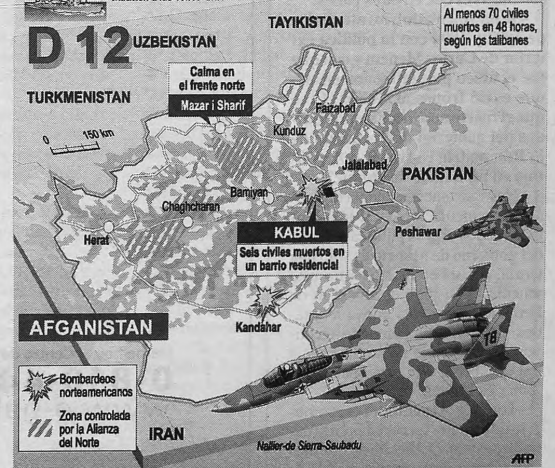 D 12
UZBEKISTAN
TAYIKISTAN
Al menos 70 civiles
muertos en 48 horas,
según los talibanes
TURKMENISTAN
Calma en
el frente norte
Mazar i Sharif
0 150 km
Faizabad
Kunduz
Jalalabad
PAKISTAN
Bamiyan
Chaghcharan
Herat
KABUL
Peshawar
Seis civiles muertos en
un barrio residencial
AFGANISTAN
Kandahar
T8
Bombardeos
norteamericanos
Zona controlada
por la Alianza
del Norte
IRAN
Nallier-de Sierra-Saubadu
AFP